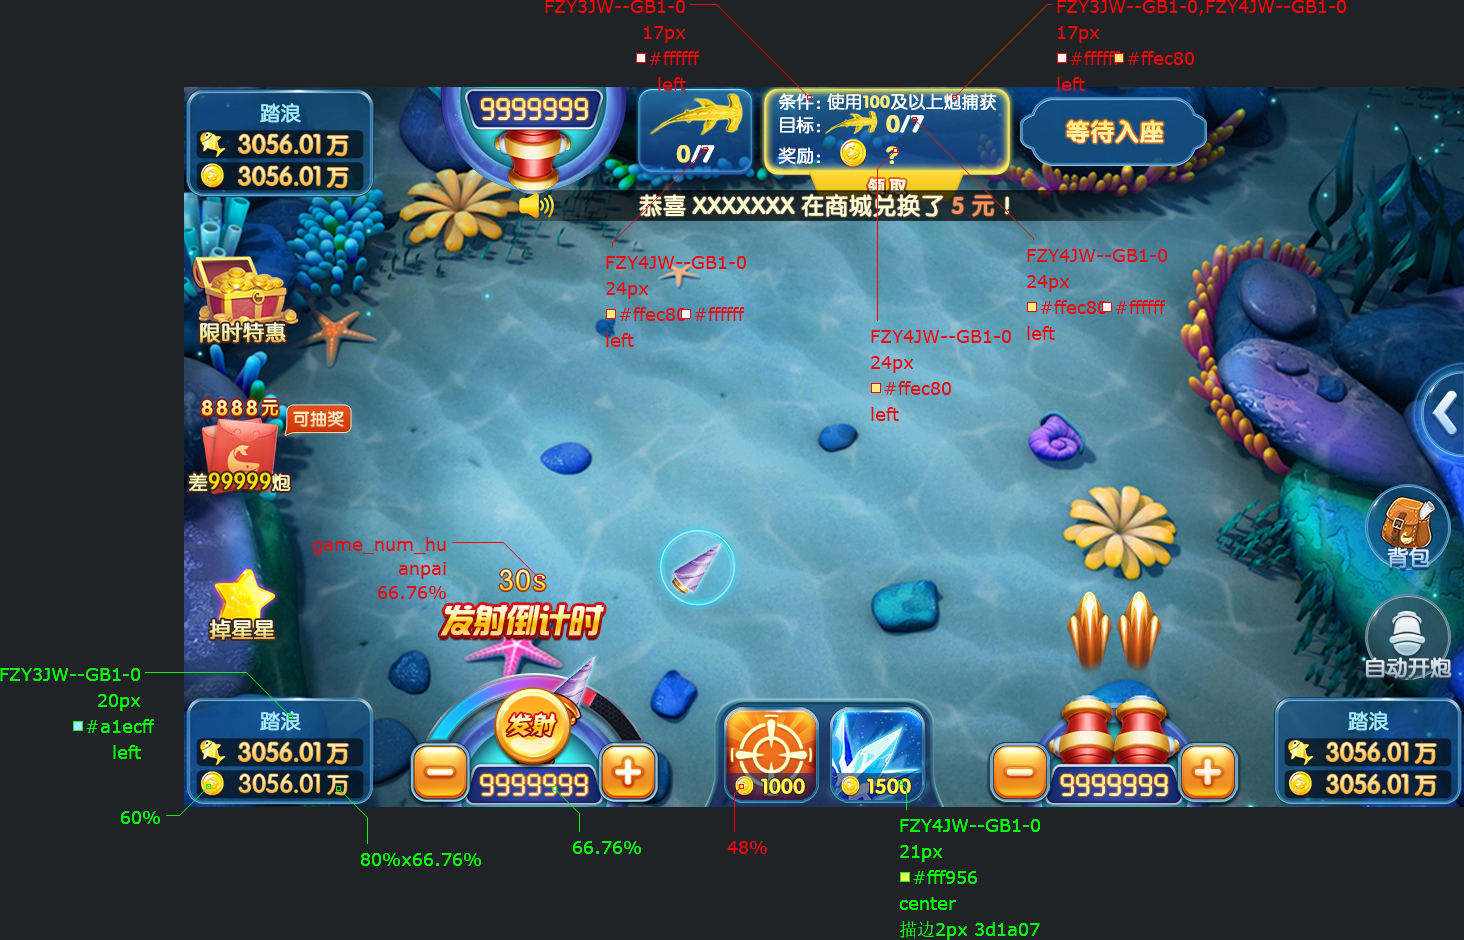 FZY3JW--GB1-0
17px
#ffffff
left
FZY3JW--GB1-0,FZY4JW--GB1-0
17px
#ffffff #ffec80
left
踏浪
3056.01万
3056.01万
9999999
0/7
条件：使用100及以上炮捕获
目标： 0/7
奖励： ?
领取
等待入座
恭喜 XXXXXXX 在商城兑换了 5 元！
FZY4JW--GB1-0
24px
#ffec80 #ffffff
left
FZY4JW--GB1-0
24px
#ffec80 #ffffff
left
FZY4JW--GB1-0
24px
#ffec80
left
限时特惠
8888元
可抽奖
差99999炮
game_num_hu
anpai
66.76%
30s
发射倒计时
掉星星
背包
自动开炮
FZY3JW--GB1-0
20px
#a1ecff
left
踏浪
3056.01万
3056.01万
发射
9999999
1000
1500
9999999
踏浪
3056.01万
3056.01万
60%
80%x66.76%
66.76%
48%
FZY4JW--GB1-0
21px
#fff956
center
描边2px 3d1a07